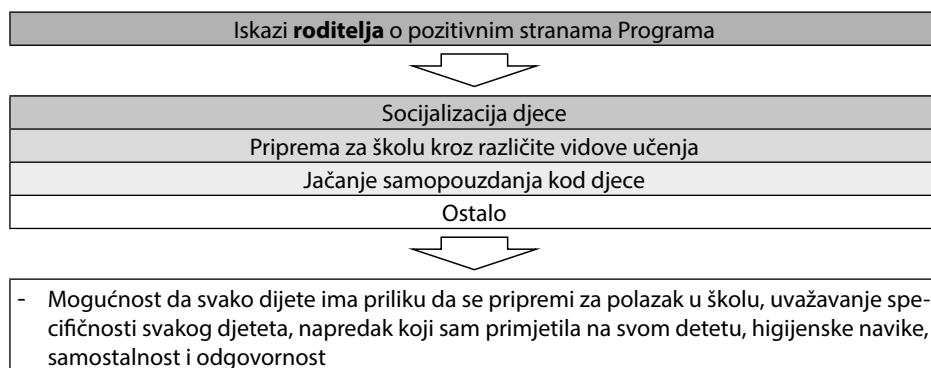 Iskazi roditelja o pozitivnim stranama Programa
Socijalizacija djece
Priprema za školu kroz različite vidove učenja
Jačanje samopouzdanja kod djece
Ostalo
- Mogućnost da svako dijete ima priliku da se pripremi za polazak u školu, uvažavanje spe-
cifičnosti svakog djeteta, napredak koji sam primjetila na svom detetu, higijenske navike,
samostalnost i odgovornost